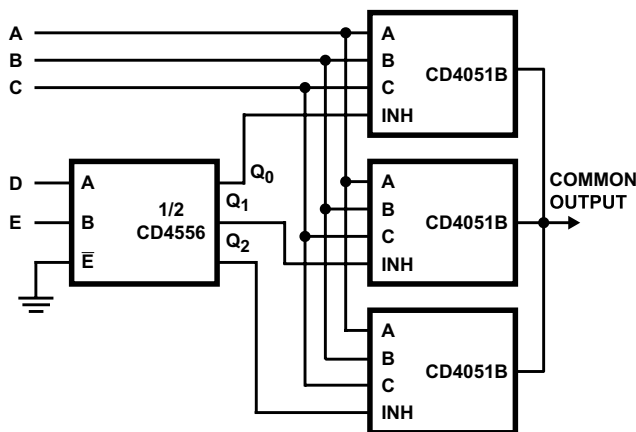 A
B
C
A
B
C
INH
CD4051B
D
E
A
B
E̅
1/2
CD4556
Q0
Q1
Q2
A
B
C
INH
CD4051B
COMMON
OUTPUT
A
B
C
INH
CD4051B